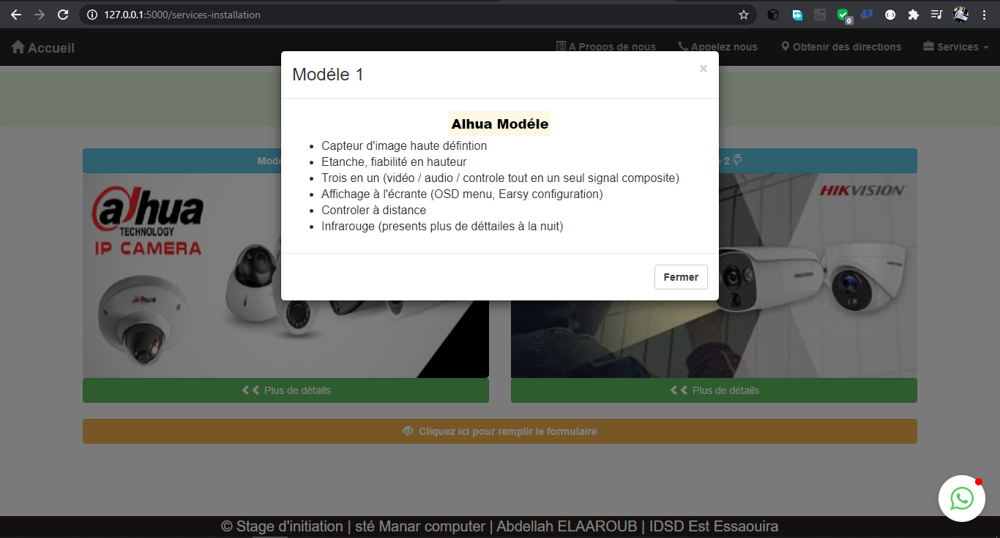 127.0.0.1:5000/services-installation
0
Accueil
A Propos de nous
Appelez nous
Obtenir des directions
Services
Modéle 1
×
Alhua Modéle
Capteur d'image haute défintion
Etanche, fiabilité en hauteur
Trois en un (vidéo / audio / controle tout en un seul signal composite)
Affichage à l'écrante (OSD menu, Earsy configuration)
Controler à distance
Infrarouge (presents plus de déttailes à la nuit)
Fermer
2
alhua
TECHNOLOGY
IP CAMERA
alhua
HIKVISION
Plus de détails
Plus de détails
Cliquez ici pour remplir le formulaire
© Stage d'initiation | sté Manar computer | Abdellah ELAAROUB | IDSD Est Essaouira